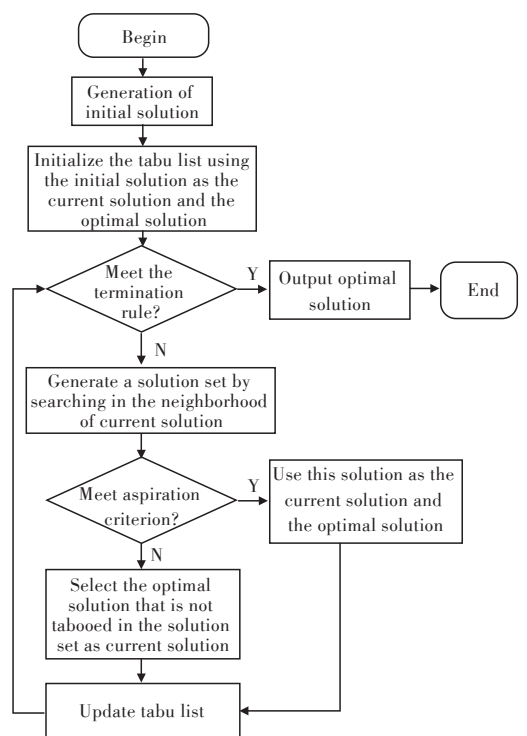 Begin
Generation of
initial solution
Initialize the tabu list using
the initial solution as the
current solution and the
optimal solution
Meet the
termination
rule?
Y
Output optimal
solution
End
N
Generate a solution set by
searching in the neighborhood
of current solution
Meet aspiration
criterion?
Y
Use this solution as the
current solution and
the optimal solution
N
Select the optimal
solution that is not
tabooed in the solution
set as current solution
Update tabu list